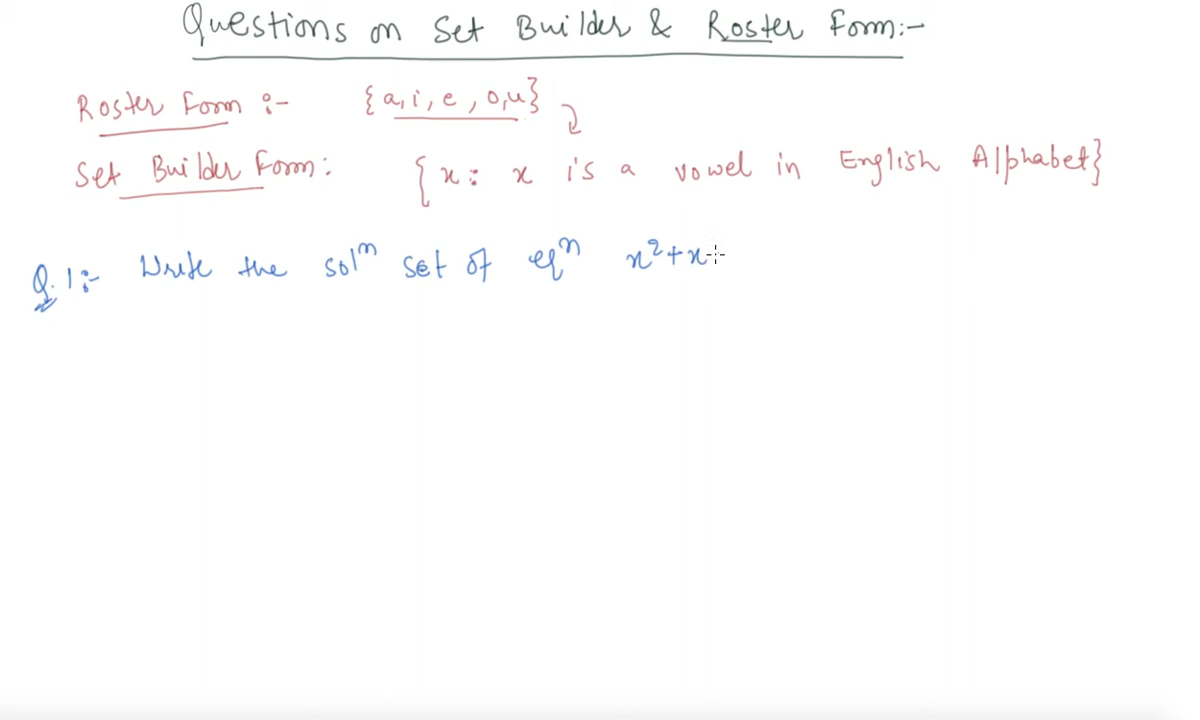 Questions on Set Builder & Roster Form:-
Roster Form :- {a, i, e, o, u}
Set Builder Form: {x: x is a vowel in English Alphabet}
Q.1:- Write the solⁿ set of eqⁿ x²+x